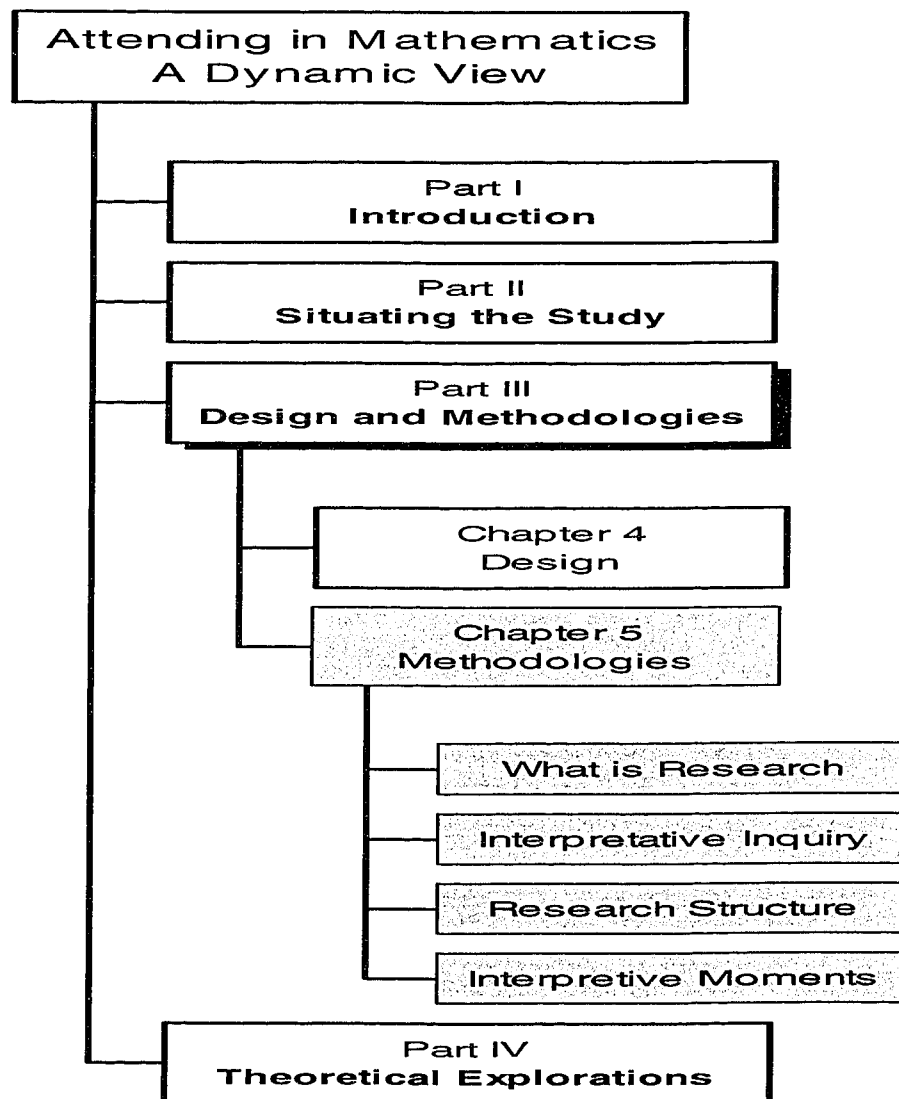 Attending in Mathematics
A Dynamic View
Part I
Introduction
Part II
Situating the Study
Part III
Design and Methodologies
Chapter 4
Design
Chapter 5
Methodologies
What is Research
Interpretative Inquiry
Research Structure
Interpretive Moments
Part IV
Theoretical Explorations